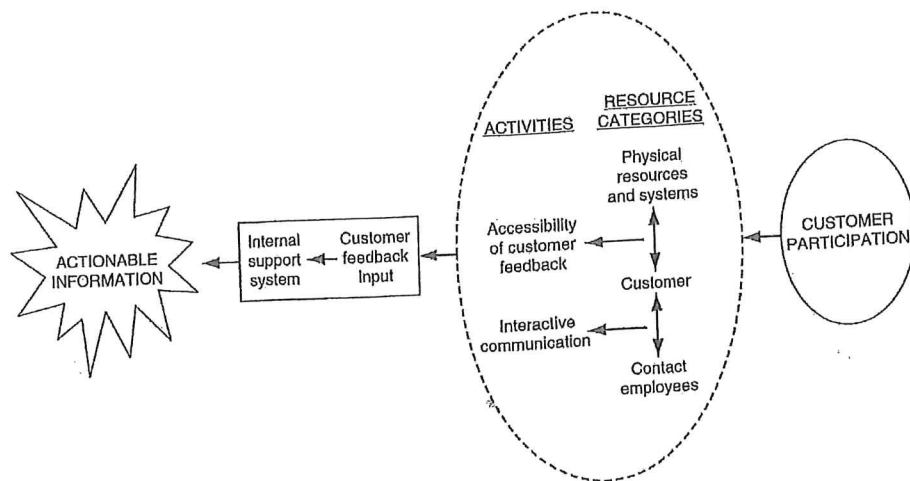 RESOURCE
CATEGORIES
ACTIVITIES
Physical
resources
and systems
Accessibility
of customer
feedback
Customer
Interactive
communication
Contact
employees
CUSTOMER
PARTICIPATION
Internal
support
system
Customer
feedback
Input
ACTIONABLE
INFORMATION